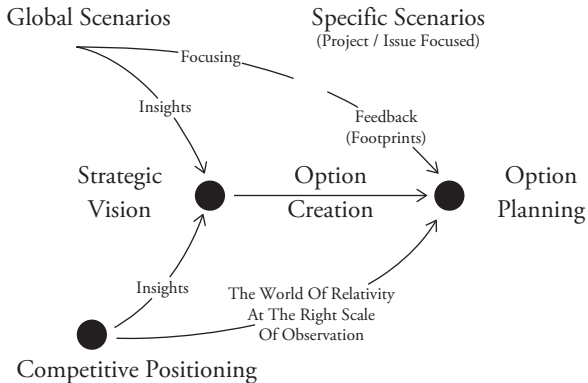 Global Scenarios
Specific Scenarios
(Project / Issue Focused)
Focusing
Insights
Feedback
(Footprints)
Strategic
Vision
Option
Creation
Option
Planning
Insights
The World Of Relativity
At The Right Scale
Of Observation
Competitive Positioning